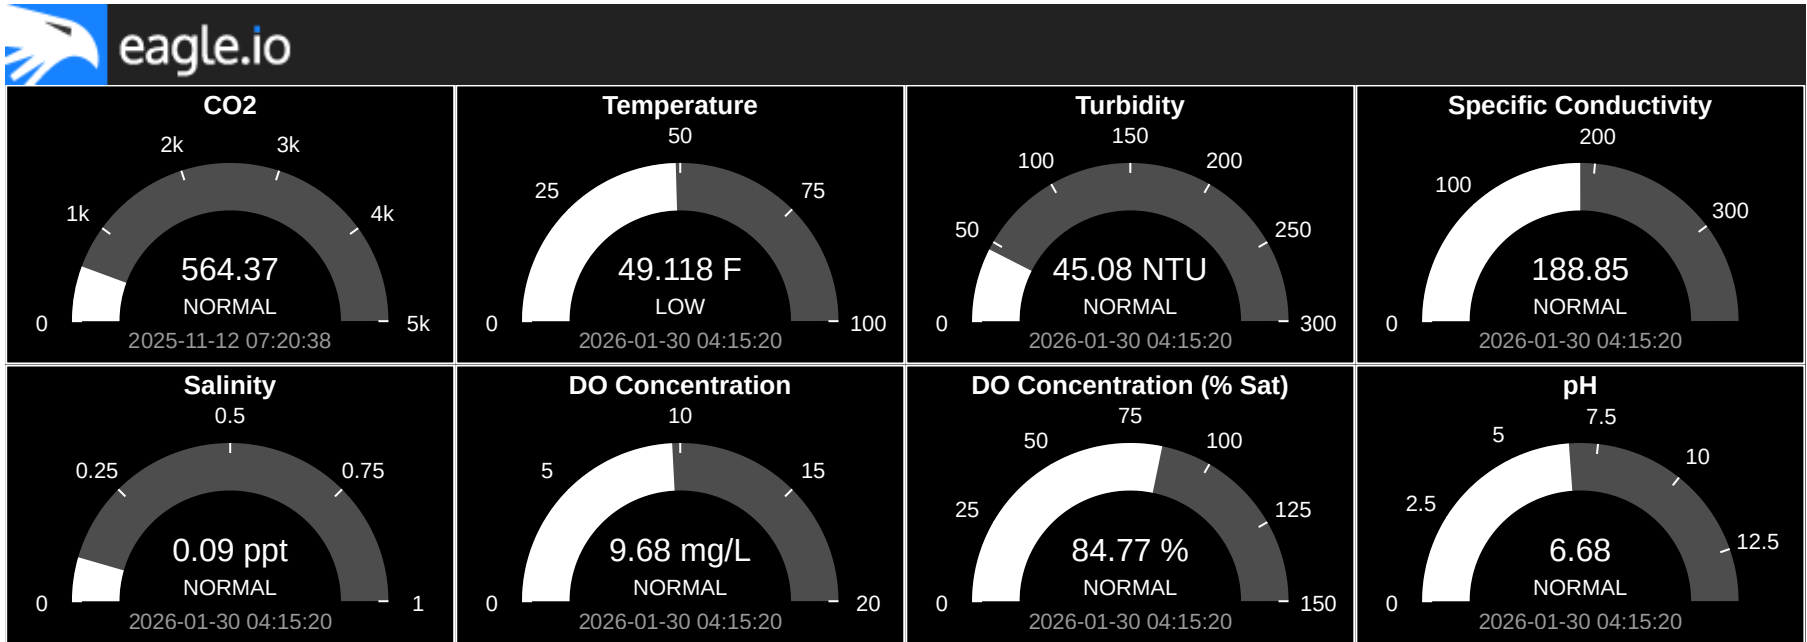 eagle.io
CO2
0
1k
2k
3k
4k
5k
564.37
NORMAL
2025-11-12 07:20:38
Temperature
0
25
50
75
100
49.118 F
LOW
2026-01-30 04:15:20
Turbidity
0
50
100
150
200
250
300
45.08 NTU
NORMAL
2026-01-30 04:15:20
Specific Conductivity
0
100
200
300
188.85
NORMAL
2026-01-30 04:15:20
Salinity
0
0.25
0.5
0.75
1
0.09 ppt
NORMAL
2026-01-30 04:15:20
DO Concentration
0
5
10
15
20
9.68 mg/L
NORMAL
2026-01-30 04:15:20
DO Concentration (% Sat)
0
25
50
75
100
125
150
84.77 %
NORMAL
2026-01-30 04:15:20
pH
0
2.5
5
7.5
10
12.5
6.68
NORMAL
2026-01-30 04:15:20